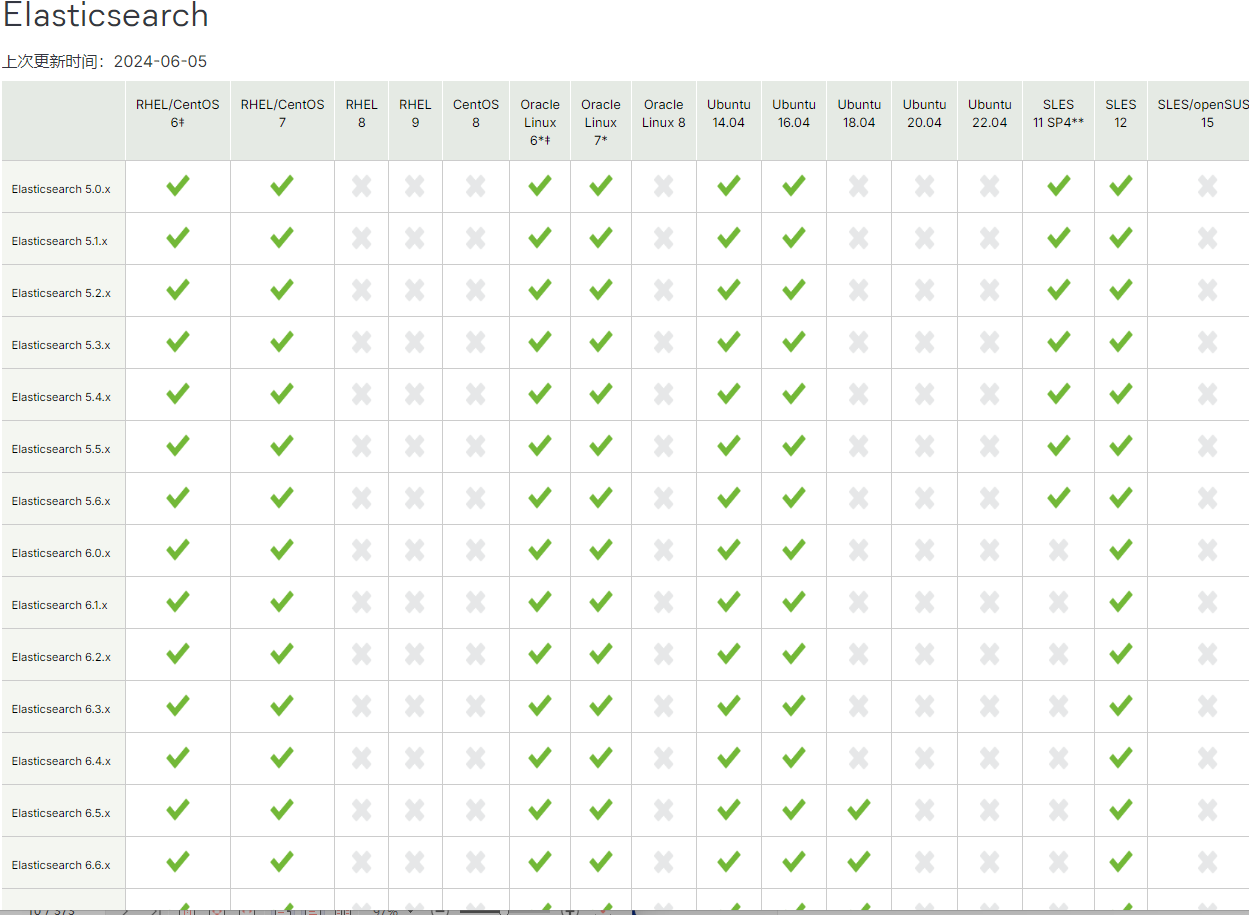 Elasticsearch
上次更新时间：2024-06-05
RHEL/CentOS 6‡
RHEL/CentOS 7
RHEL 8
RHEL 9
CentOS 8
Oracle Linux 6*‡
Oracle Linux 7*
Oracle Linux 8
Ubuntu 14.04
Ubuntu 16.04
Ubuntu 18.04
Ubuntu 20.04
Ubuntu 22.04
SLES 11 SP4**
SLES 12
SLES/openSUS 15
Elasticsearch 5.0.x
Elasticsearch 5.1.x
Elasticsearch 5.2.x
Elasticsearch 5.3.x
Elasticsearch 5.4.x
Elasticsearch 5.5.x
Elasticsearch 5.6.x
Elasticsearch 6.0.x
Elasticsearch 6.1.x
Elasticsearch 6.2.x
Elasticsearch 6.3.x
Elasticsearch 6.4.x
Elasticsearch 6.5.x
Elasticsearch 6.6.x